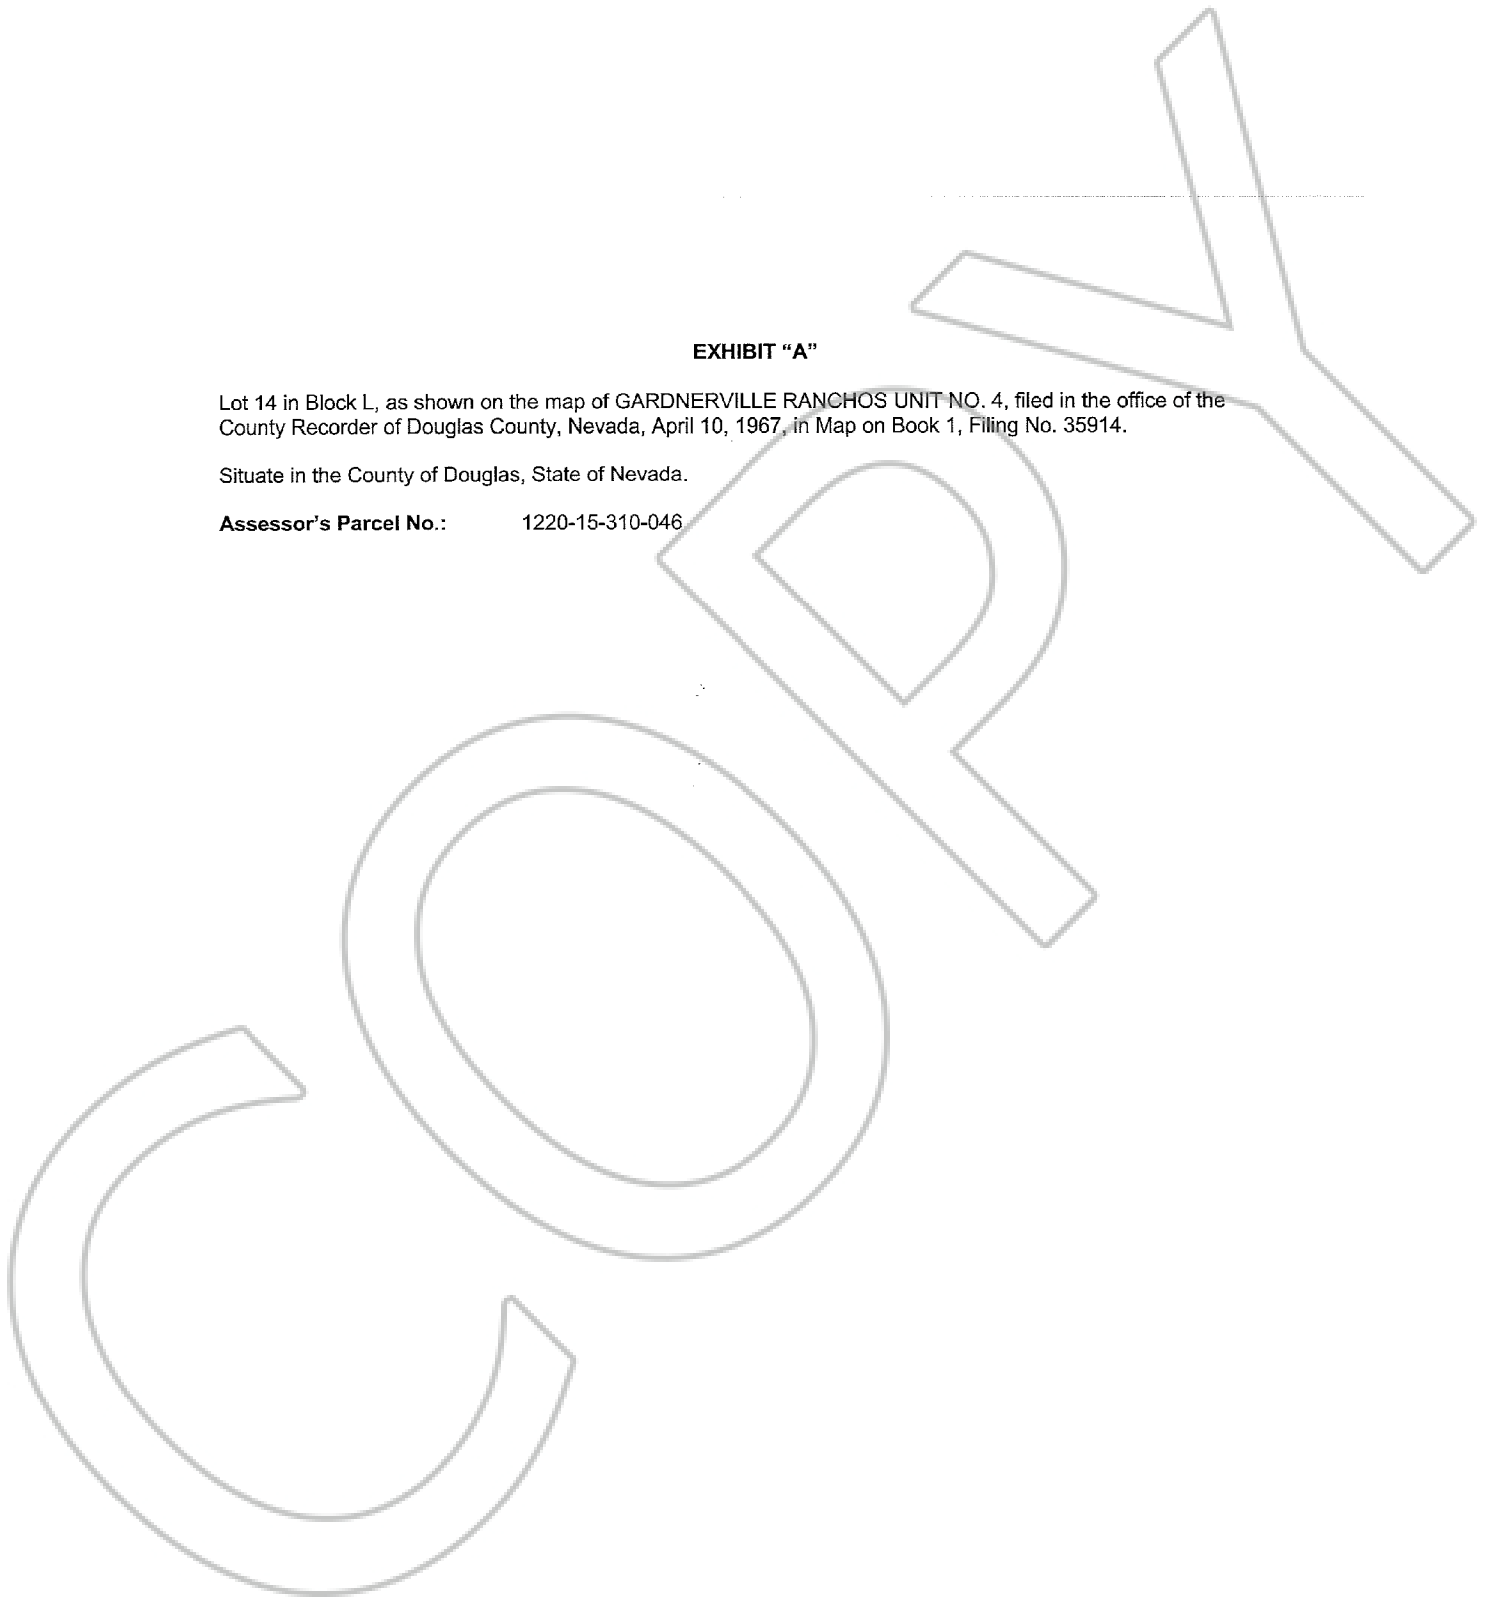 EXHIBIT “A”
Lot 14 in Block L, as shown on the map of GARDNERVILLE RANCHOS UNIT NO. 4, filed in the office of the
County Recorder of Douglas County, Nevada, April 10, 1967, in Map on Book 1, Filing No. 35914.
Situate in the County of Douglas, State of Nevada.
Assessor’s Parcel No.: 1220-15-310-046
COPY